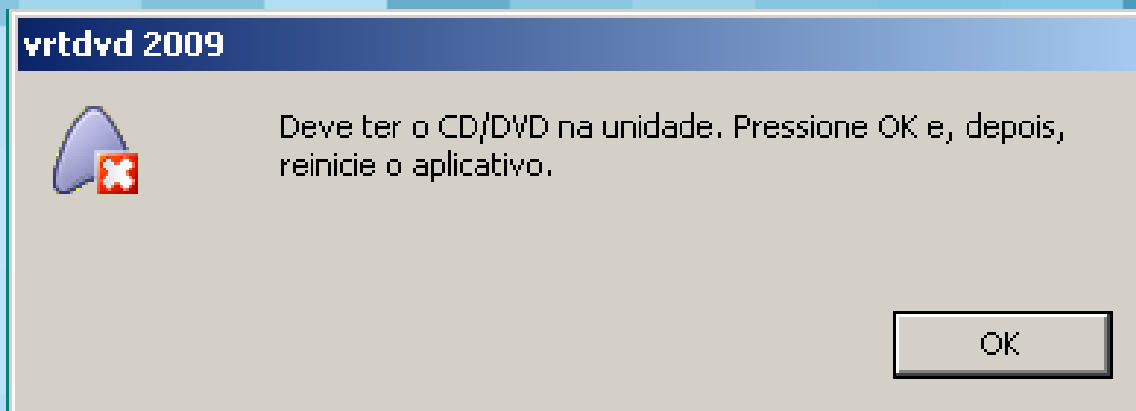 vrtdvd 2009
Deve ter o CD/DVD na unidade. Pressione OK e, depois,
reinicie o aplicativo.
OK